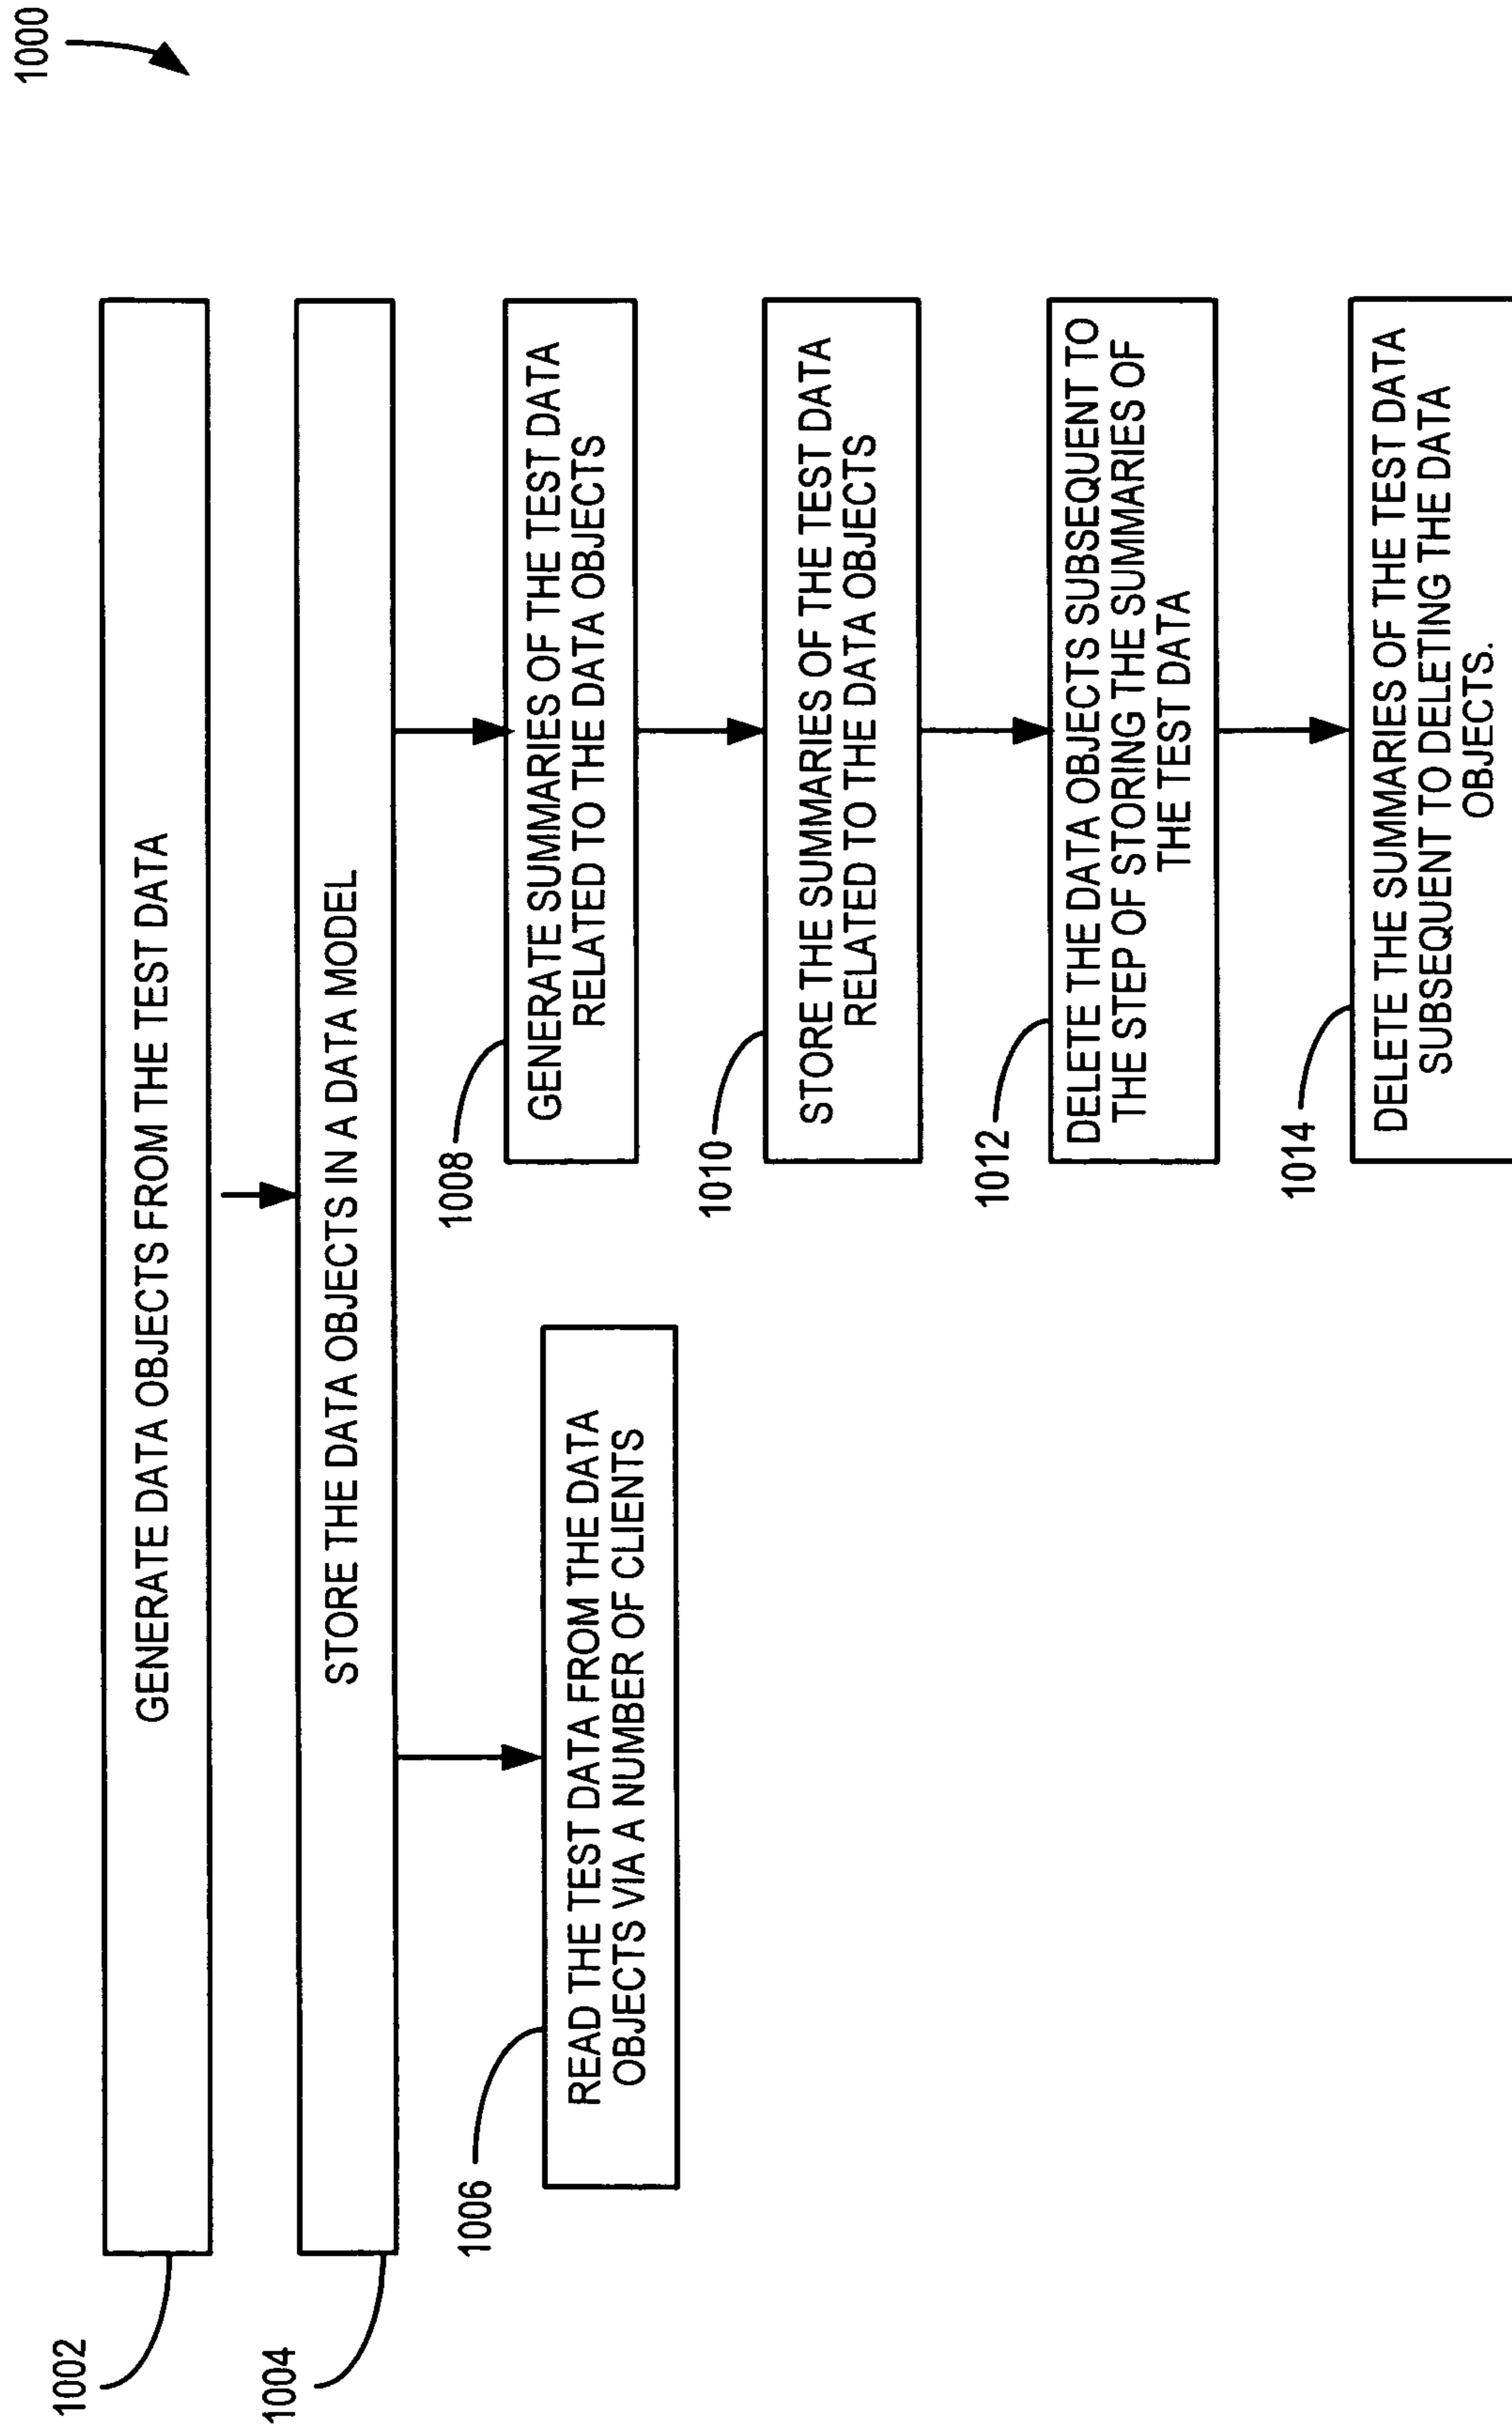 1000
1002
GENERATE DATA OBJECTS FROM THE TEST DATA
1004
STORE THE DATA OBJECTS IN A DATA MODEL
1006
READ THE TEST DATA FROM THE DATA
OBJECTS VIA A NUMBER OF CLIENTS
1008
GENERATE SUMMARIES OF THE TEST DATA
RELATED TO THE DATA OBJECTS
1010
STORE THE SUMMARIES OF THE TEST DATA
RELATED TO THE DATA OBJECTS
1012
DELETE THE DATA OBJECTS SUBSEQUENT TO
THE STEP OF STORING THE SUMMARIES OF
THE TEST DATA
1014
DELETE THE SUMMARIES OF THE TEST DATA
SUBSEQUENT TO DELETING THE DATA
OBJECTS.